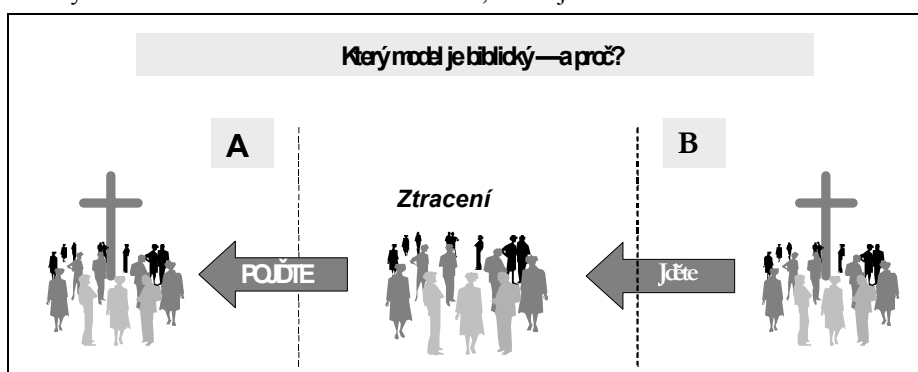 Který model je biblický—a proč?
A
B
Ztracení
POJĎTE
Jděte